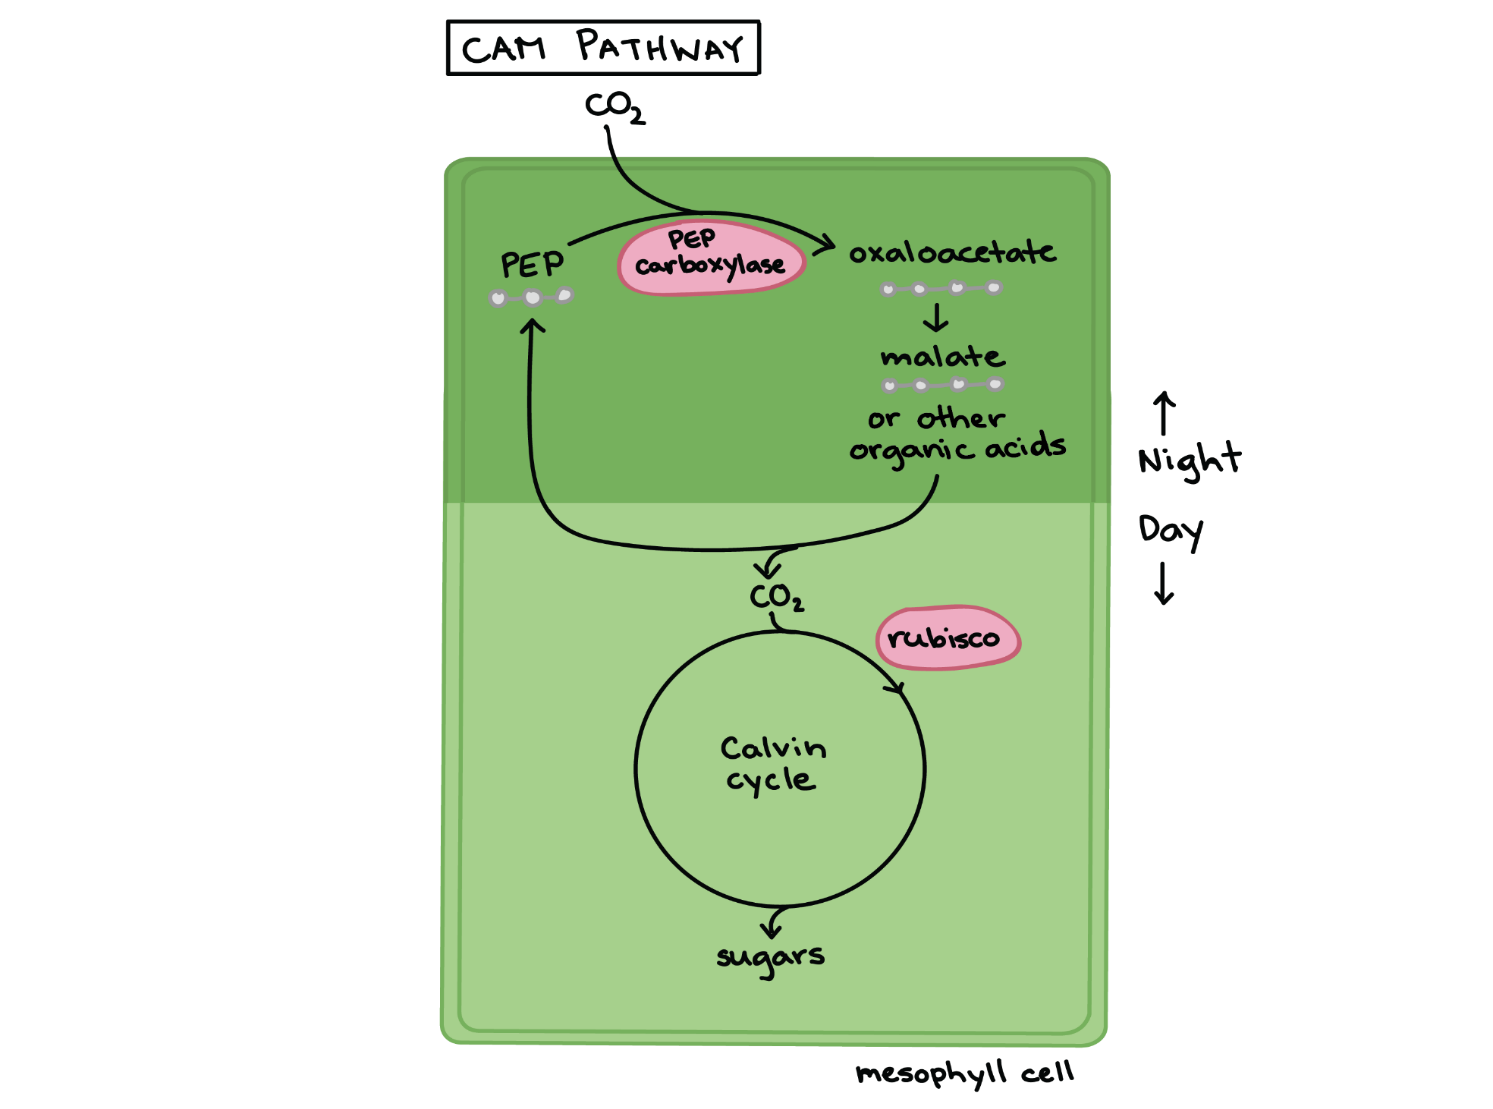 CAM PATHWAY
CO₂
PEP
carboxylase
PEP
oxaloacetate
malate
or other
organic acids
Night
Day
CO₂
rubisco
Calvin
cycle
sugars
mesophyll cell